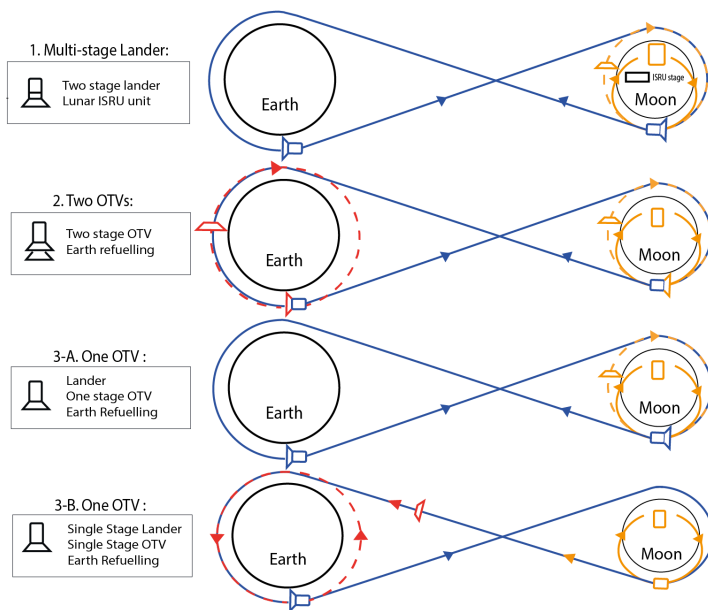 1. Multi-stage Lander:
Two stage lander
Lunar ISRU unit
Earth
ISRU stage
Moon
2. Two OTVs:
Two stage OTV
Earth refuelling
Earth
Moon
3-A. One OTV :
Lander
One stage OTV
Earth Refuelling
Earth
Moon
3-B. One OTV :
Single Stage Lander
Single Stage OTV
Earth Refuelling
Earth
Moon